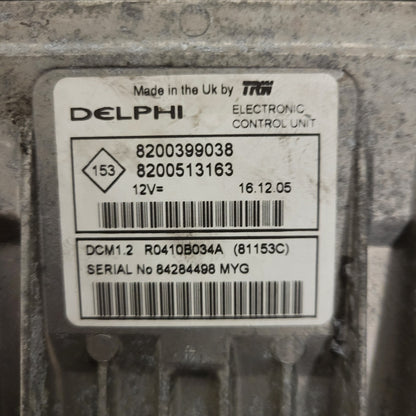 Made in the Uk by TRW
DELPHI
ELECTRONIC
CONTROL UNIT
153
8200399038
8200513163
12V= 16.12.05
DCM1.2 R0410B034A (81153C)
SERIAL No 84284498 MYG